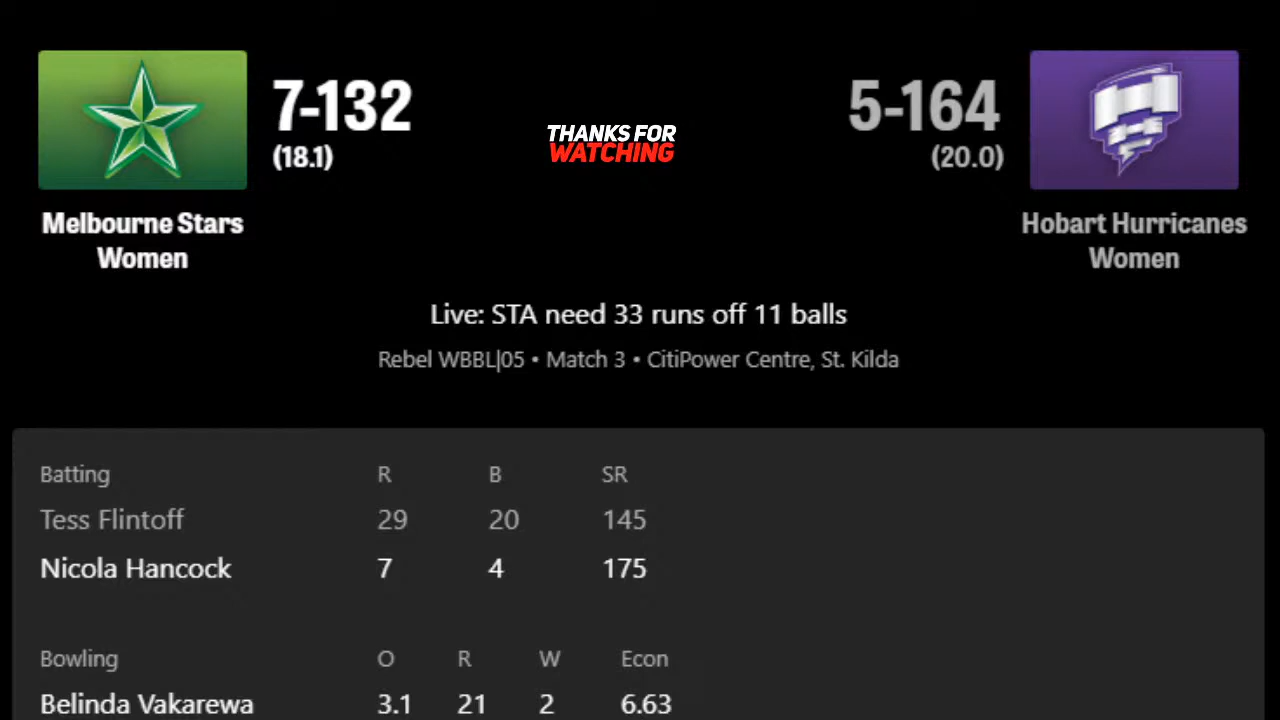 7-132
(18.1)
THANKS FOR
WATCHING
5-164
(20.0)
Melbourne Stars
Women
Hobart Hurricanes
Women
Live: STA need 33 runs off 11 balls
Rebel WBBL|05 • Match 3 • CitiPower Centre, St. Kilda
Batting R B SR
Tess Flintoff 29 20 145
Nicola Hancock 7 4 175
Bowling O R W Econ
Belinda Vakarewa 3.1 21 2 6.63